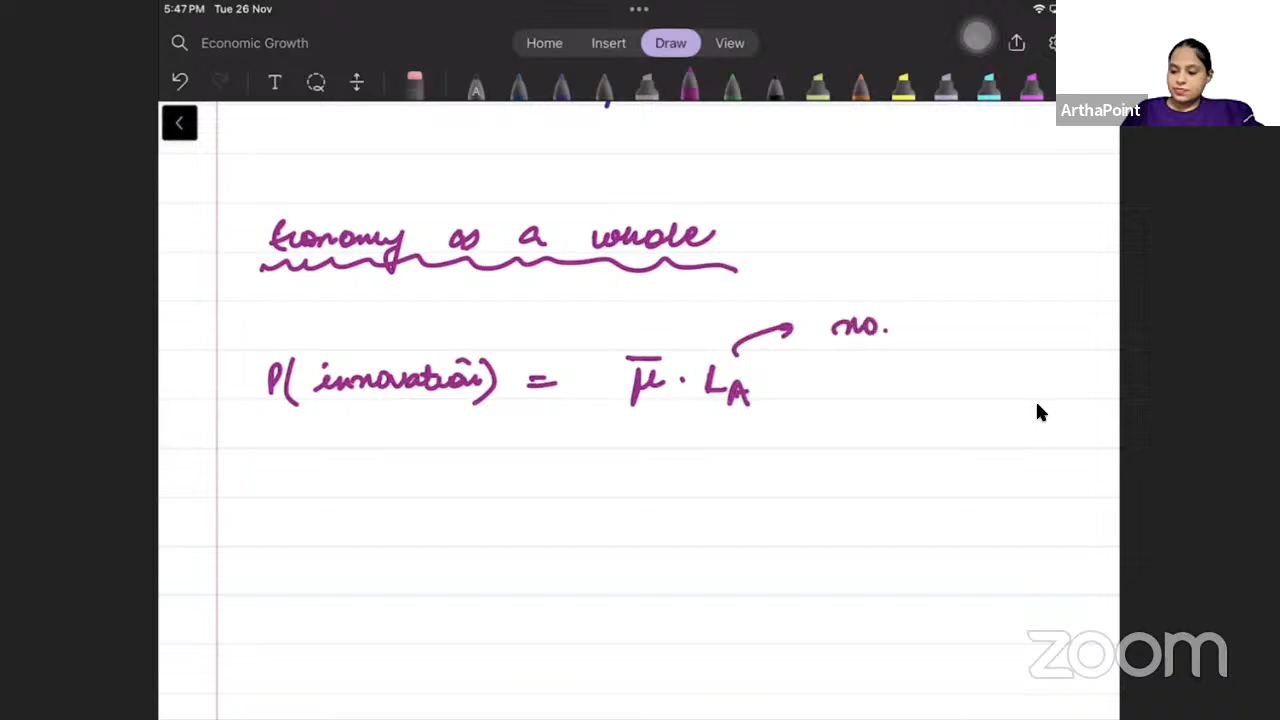 5:47 PM Tue 26 Nov
Economic Growth
Home Insert Draw View
T
A
ArthaPoint
Economy as a whole
no.
P(innovation) = μ̅ · L_A
zoom